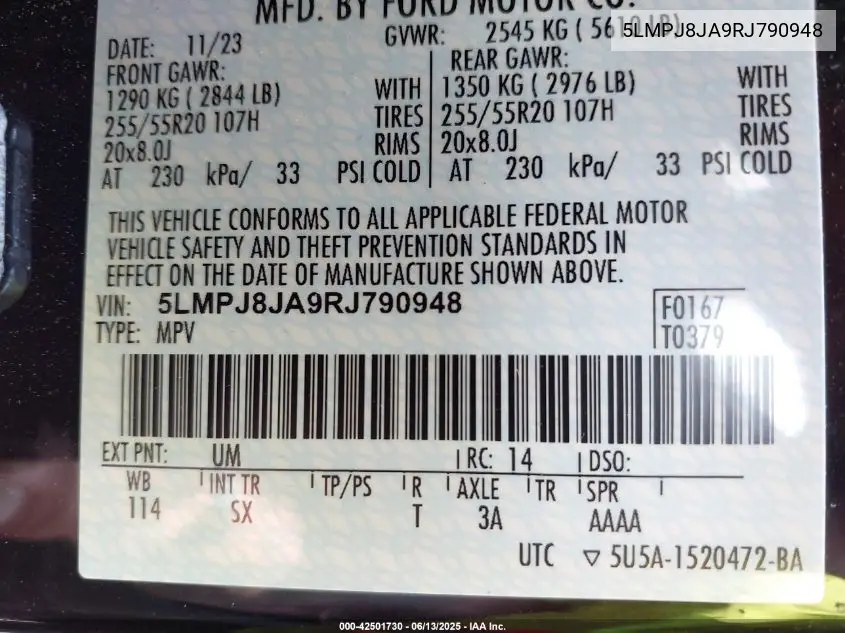 MFD. BY FORD MOTOR CO.
5LMPJ8JA9RJ790948
DATE: 11/23 GVWR: 2545 KG ( 5610 LB)
FRONT GAWR: REAR GAWR:
1290 KG ( 2844 LB) WITH 1350 KG ( 2976 LB) WITH
255/55R20 107H TIRES 255/55R20 107H TIRES
20x8.0J RIMS 20x8.0J RIMS
AT 230 kPa/ 33 PSI COLD AT 230 kPa/ 33 PSI COLD
THIS VEHICLE CONFORMS TO ALL APPLICABLE FEDERAL MOTOR
VEHICLE SAFETY AND THEFT PREVENTION STANDARDS IN
EFFECT ON THE DATE OF MANUFACTURE SHOWN ABOVE.
VIN: 5LMPJ8JA9RJ790948 F0167
TYPE: MPV T0379
EXT PNT: UM RC: 14 DSO:
WB INT TR TP/PS R AXLE TR SPR
114 SX T 3A AAAA
UTC ▽ 5U5A-1520472-BA
000-42501730 - 06/13/2025 - IAA Inc.